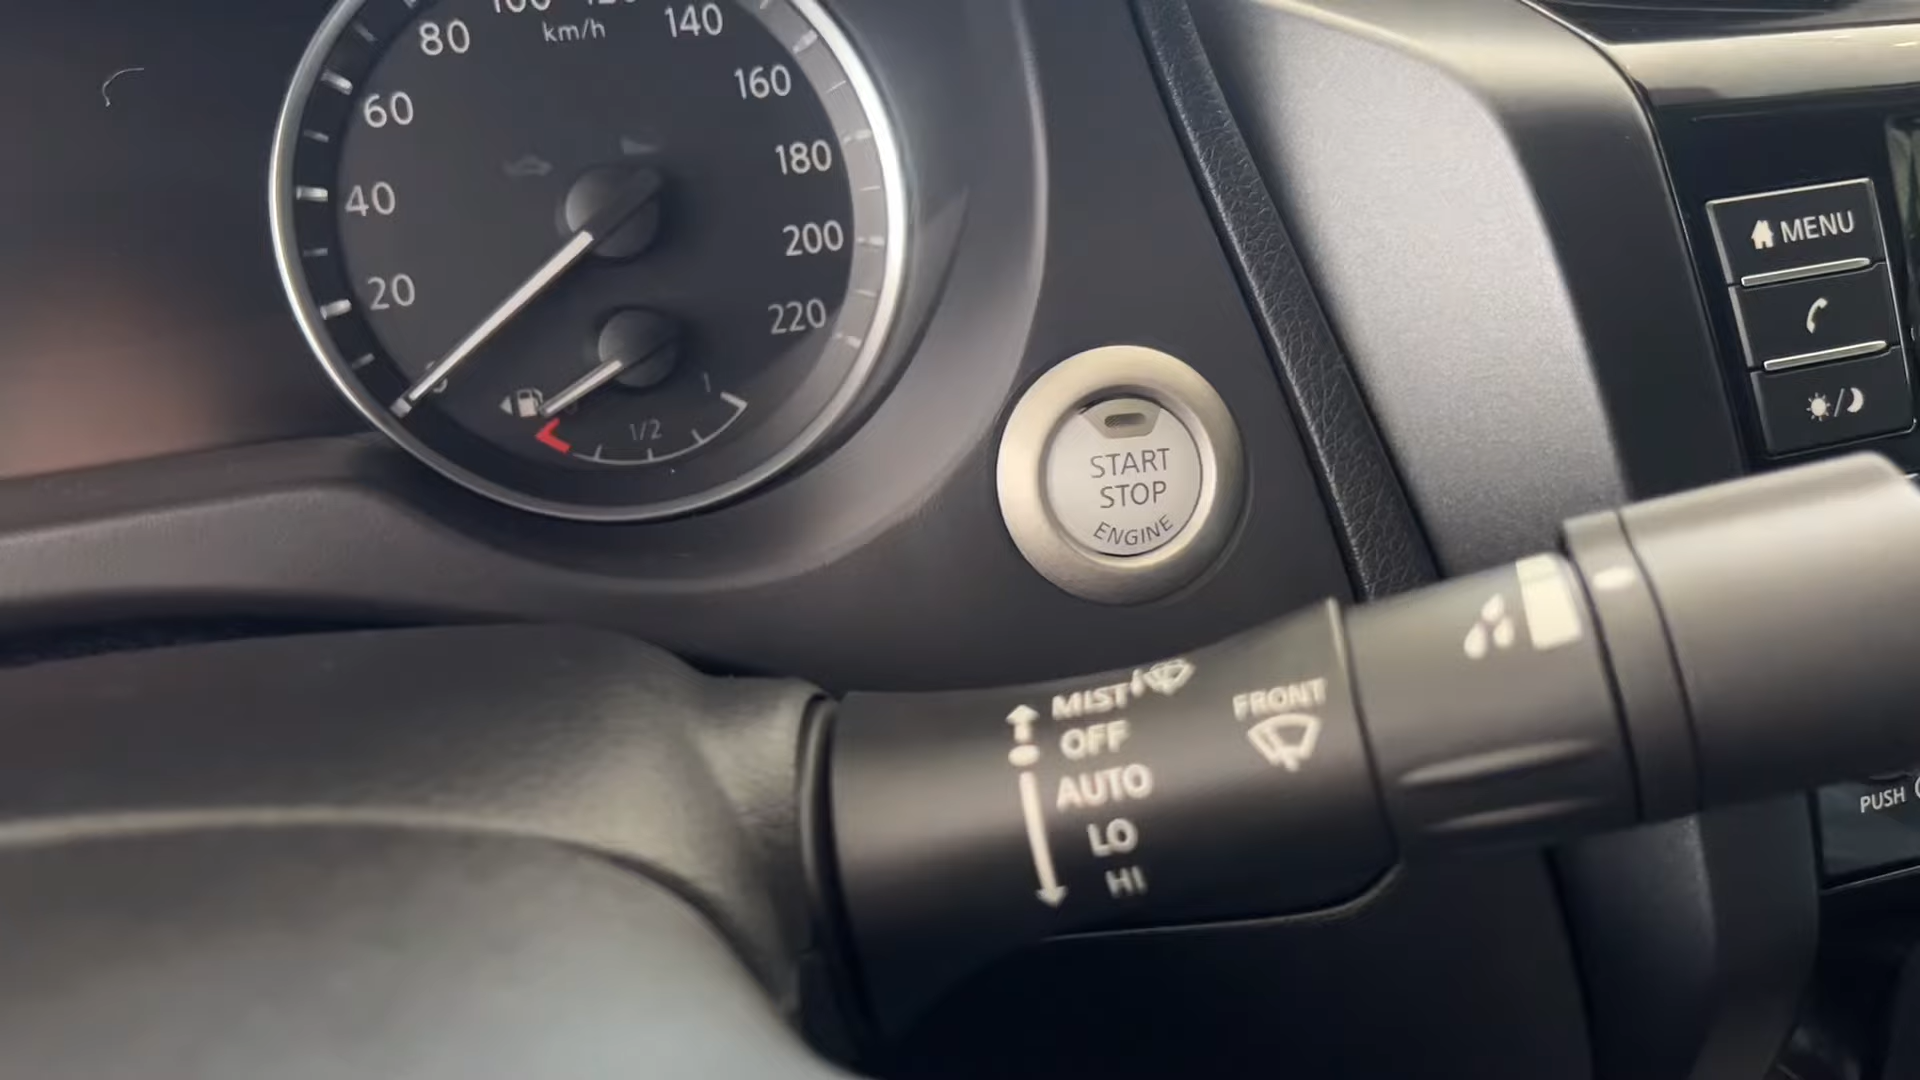 80
km/h
140
60
160
180
40
200
20
220
1/2
1
START
STOP
ENGINE
MENU
MIST
OFF
AUTO
LO
HI
FRONT
PUSH